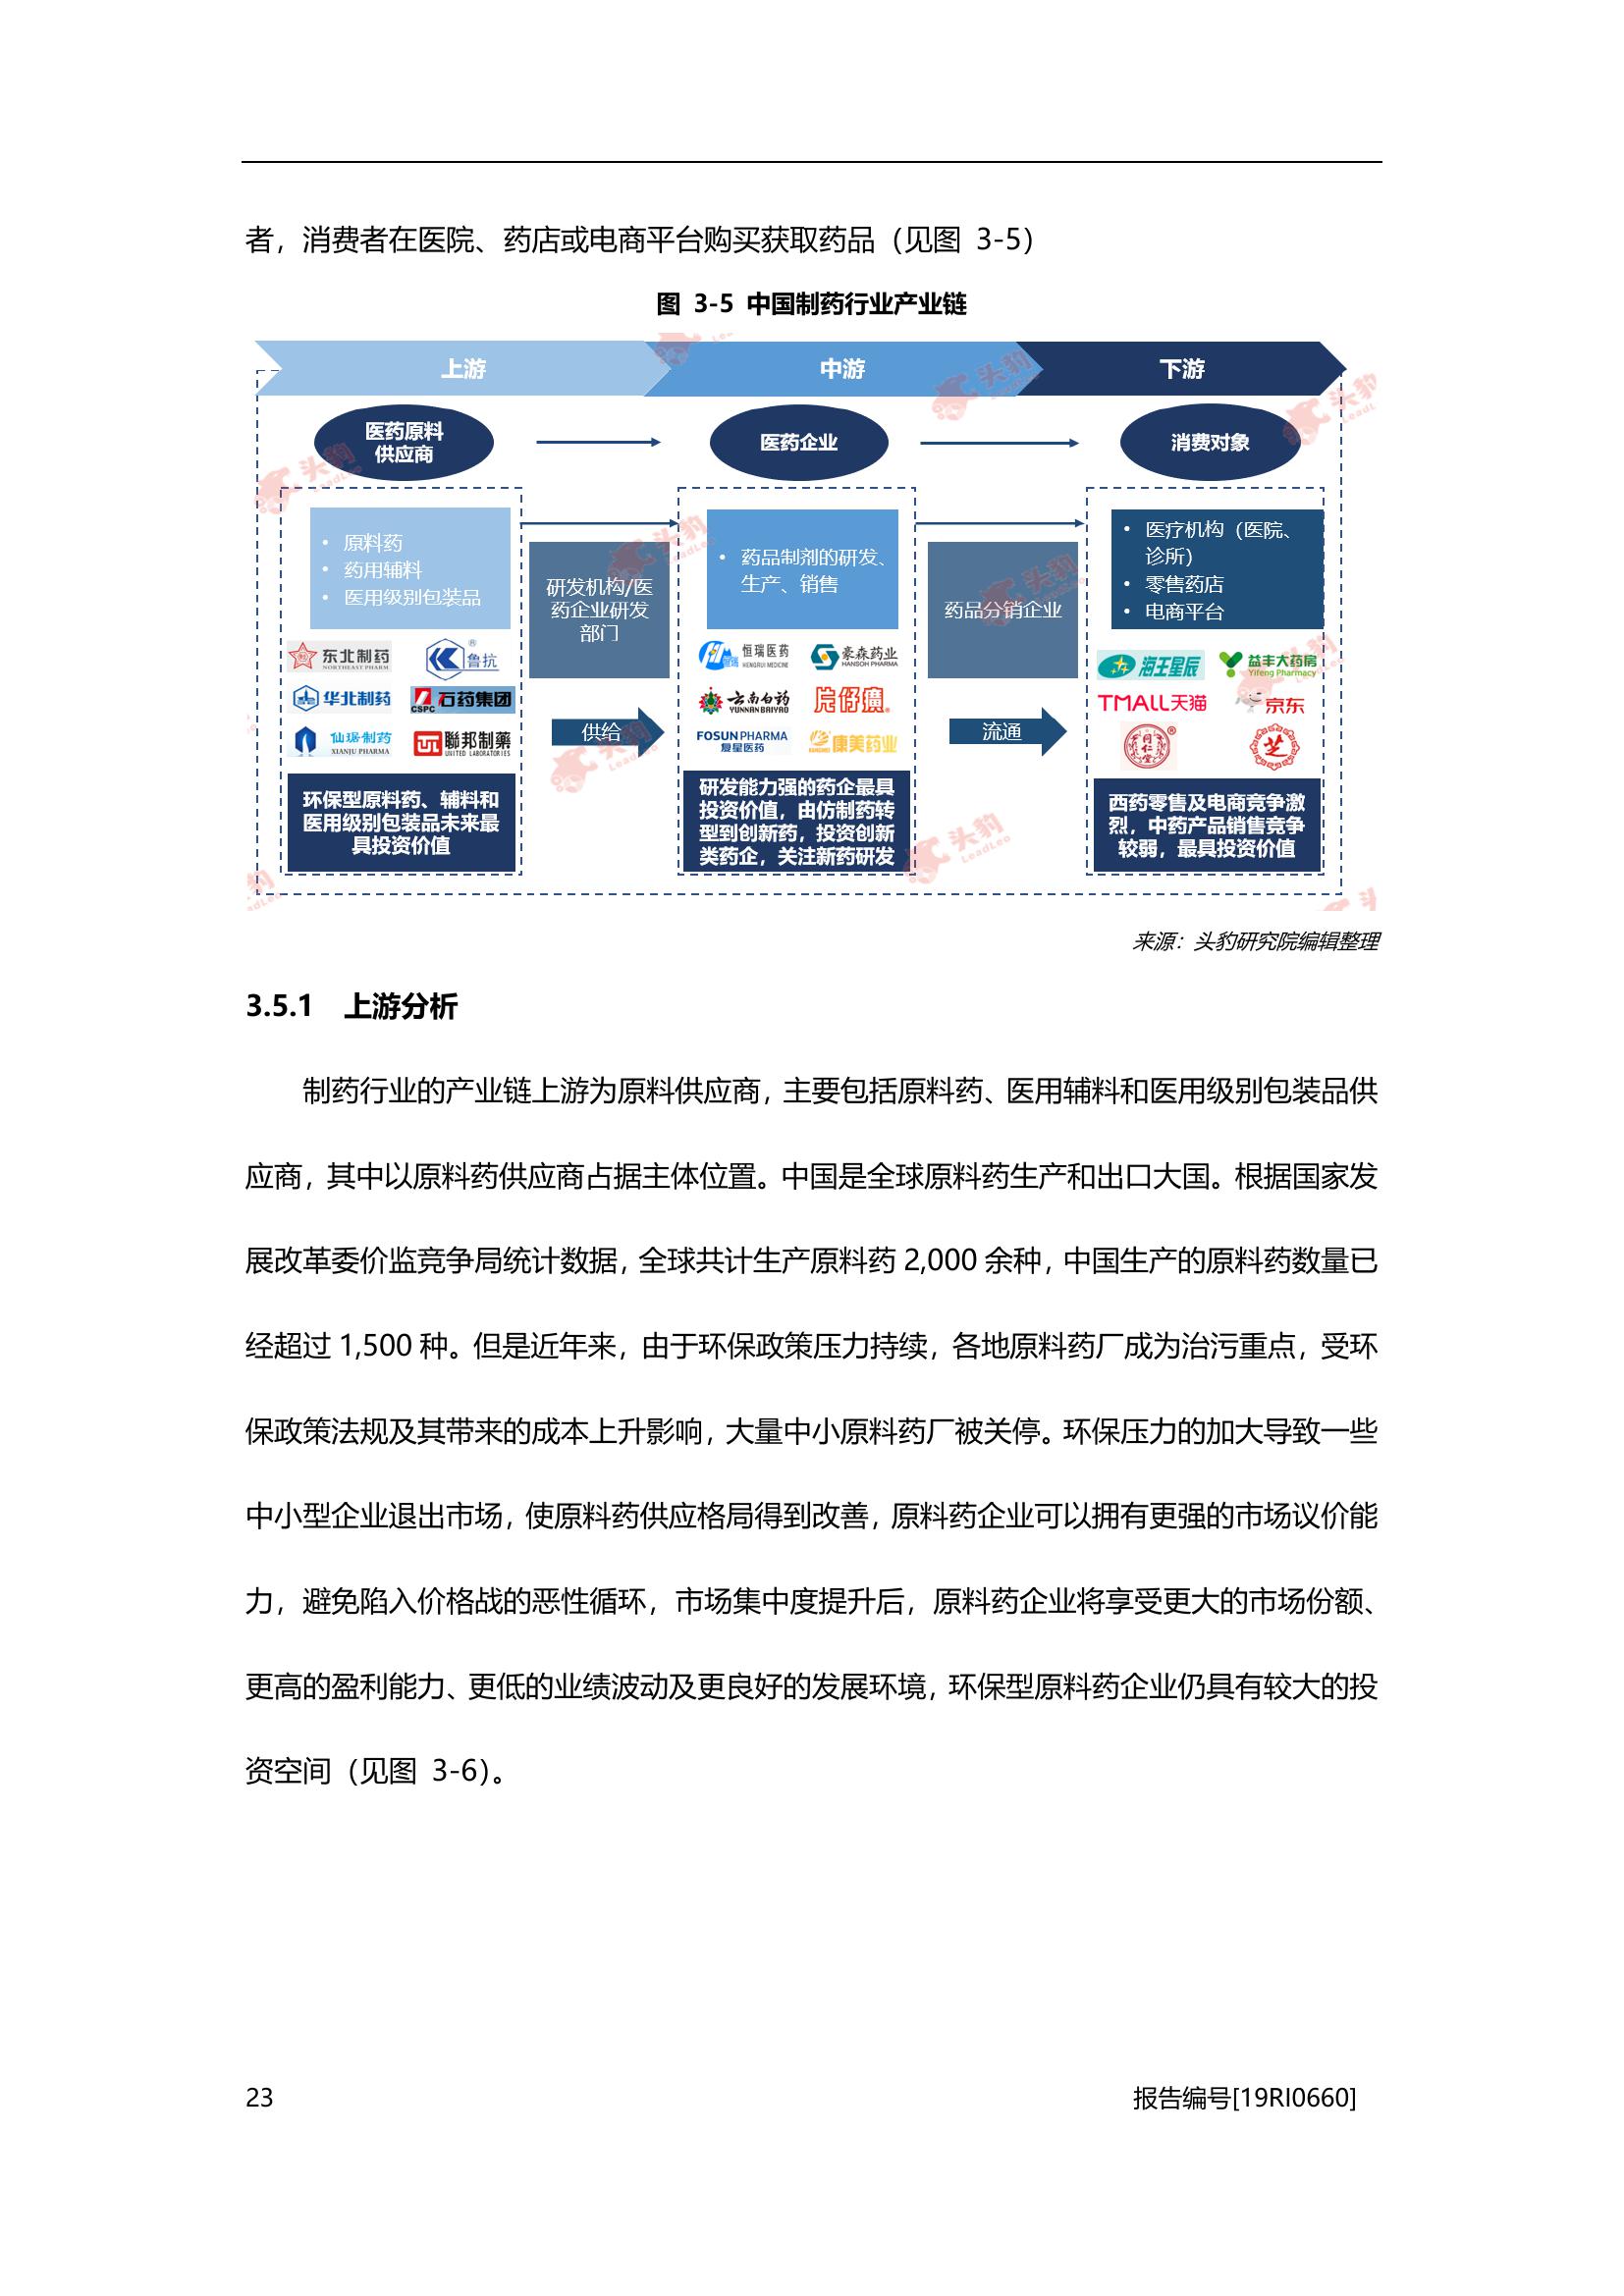 者，消费者在医院、药店或电商平台购买获取药品（见图 3-5）
图 3-5 中国制药行业产业链
上游
中游
下游
医药原料
供应商
医药企业
消费对象
• 原料药
• 药用辅料
• 医用级别包装品
研发机构/医
药企业研发
部门
• 药品制剂的研发、
生产、销售
药品分销企业
• 医疗机构（医院、
诊所）
• 零售药店
• 电商平台
东北制药
NORTHEAST PHARM
鲁抗
华北制药
CSPC 石药集团
仙琚制药
XIANJU PHARMA
聯邦制藥
UNITED LABORATORIES
供给
恒瑞医药
HENGRUI MEDICINE
豪森药业
HANSOH PHARMA
云南白药
YUNNAN BAIYAO
片仔癀
FOSUN PHARMA
复星医药
康美药业
流通
海王星辰
益丰大药房
Yifeng Pharmacy
TMALL天猫
京东
同仁堂
芝
环保型原料药、辅料和
医用级别包装品未来最
具投资价值
研发能力强的药企最具
投资价值，由仿制药转
型到创新药，投资创新
类药企，关注新药研发
西药零售及电商竞争激
烈，中药产品销售竞争
较弱，最具投资价值
头豹
LeadLeo
来源：头豹研究院编辑整理
3.5.1 上游分析
制药行业的产业链上游为原料供应商，主要包括原料药、医用辅料和医用级别包装品供
应商，其中以原料药供应商占据主体位置。中国是全球原料药生产和出口大国。根据国家发
展改革委价监竞争局统计数据，全球共计生产原料药 2,000 余种，中国生产的原料药数量已
经超过 1,500 种。但是近年来，由于环保政策压力持续，各地原料药厂成为治污重点，受环
保政策法规及其带来的成本上升影响，大量中小原料药厂被关停。环保压力的加大导致一些
中小型企业退出市场，使原料药供应格局得到改善，原料药企业可以拥有更强的市场议价能
力，避免陷入价格战的恶性循环，市场集中度提升后，原料药企业将享受更大的市场份额、
更高的盈利能力、更低的业绩波动及更良好的发展环境，环保型原料药企业仍具有较大的投
资空间（见图 3-6）。
23
报告编号[19RI0660]